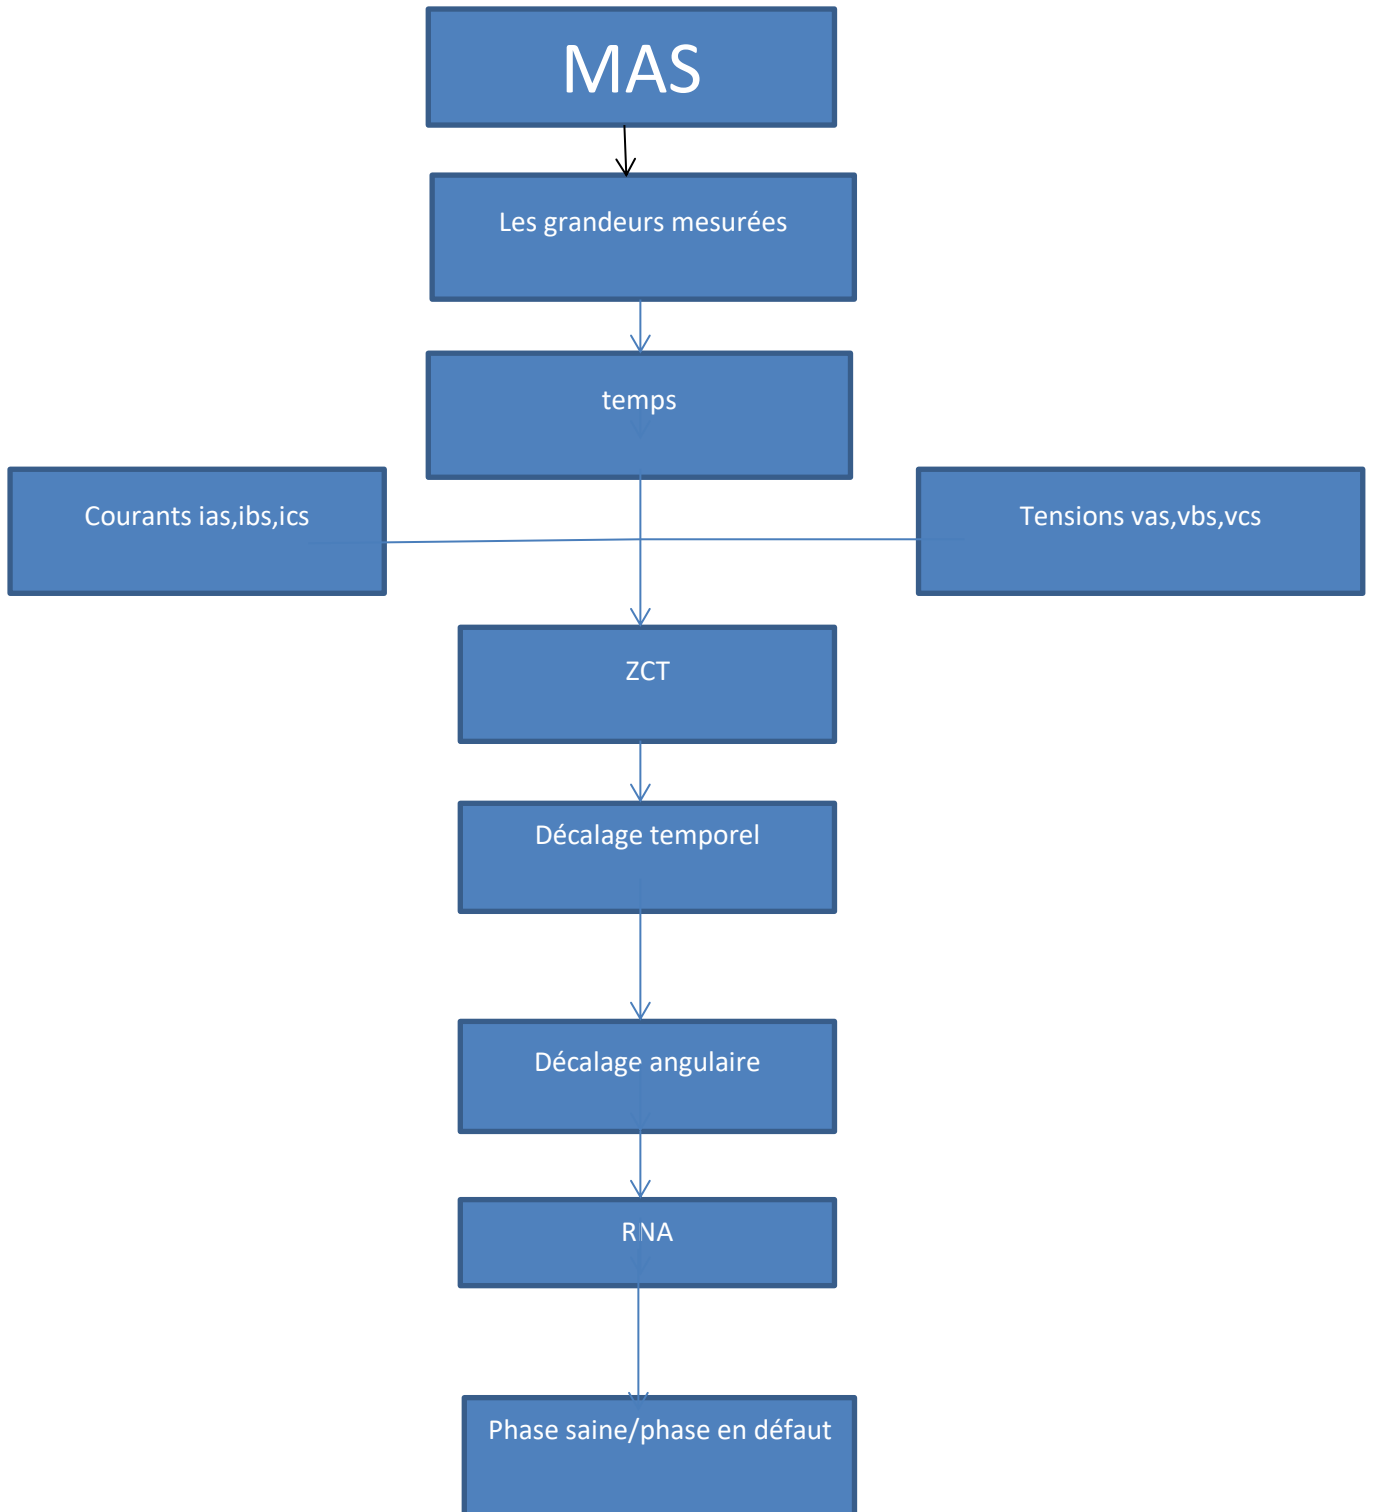 MAS
Les grandeurs mesurées
temps
Courants ias,ibs,ics
Tensions vas,vbs,vcs
ZCT
Décalage temporel
Décalage angulaire
RNA
Phase saine/phase en défaut